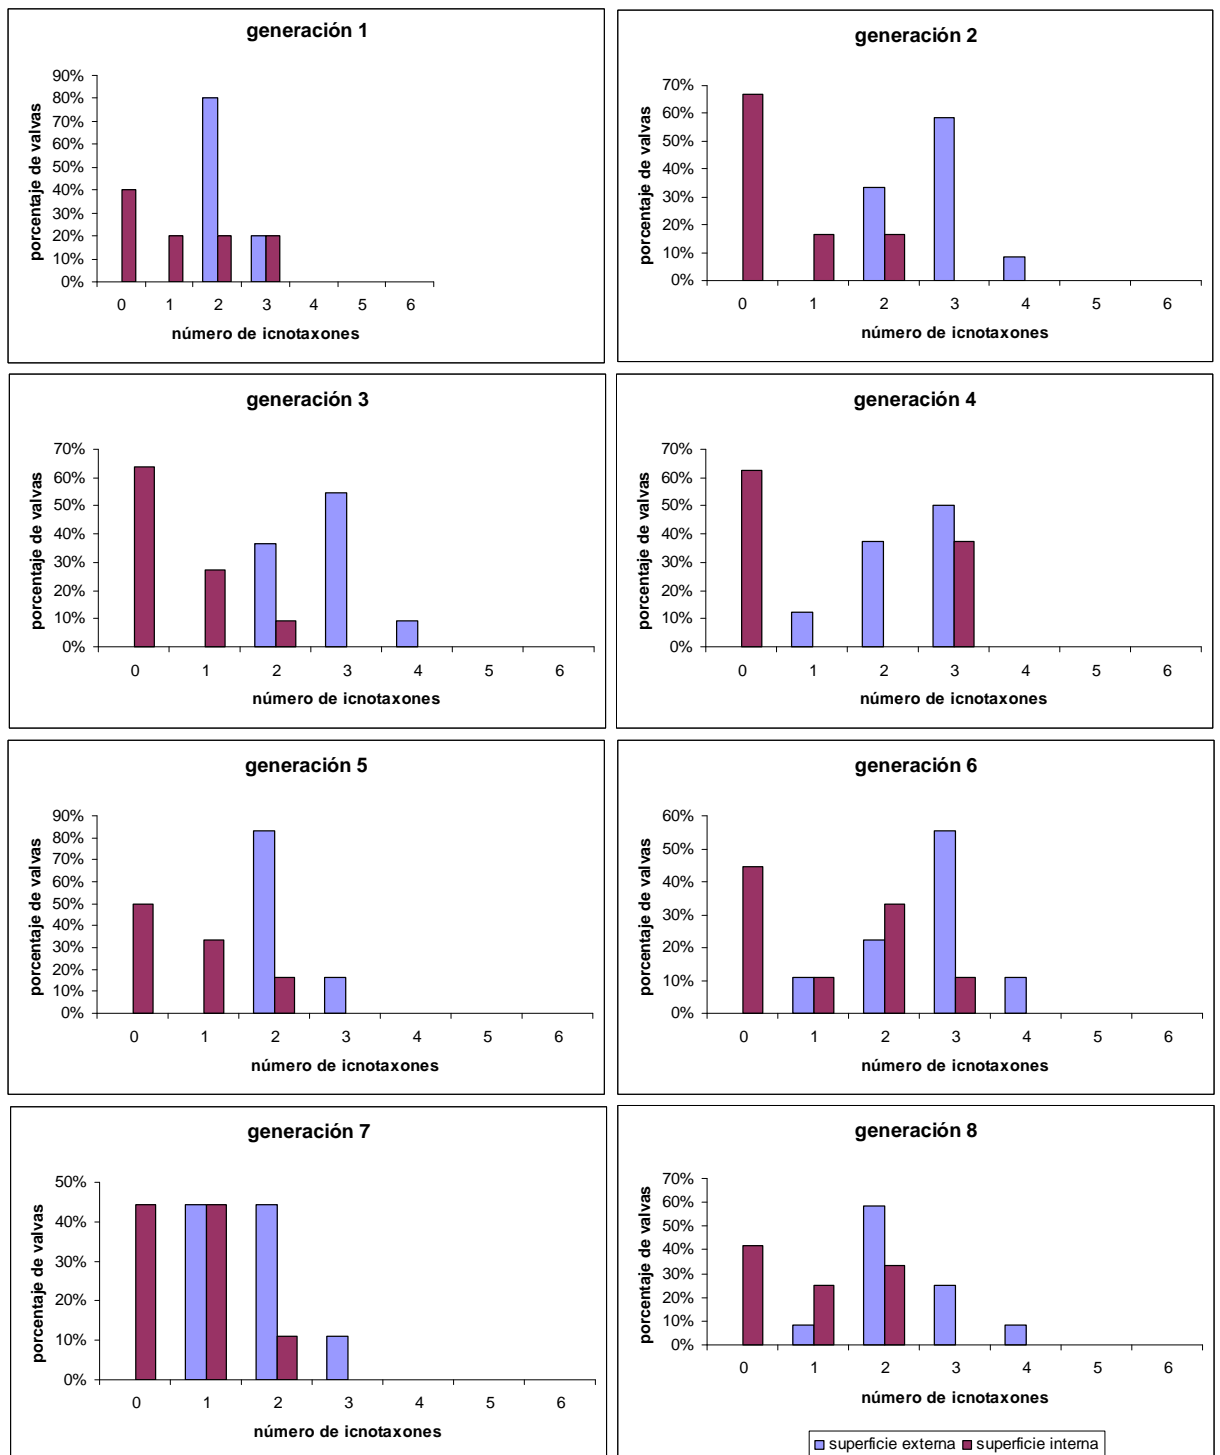 generación 1
90%
80%
70%
60%
50%
40%
30%
20%
10%
0%
porcentaje de valvas
0 1 2 3 4 5 6
número de icnotaxones
generación 2
70%
60%
50%
40%
30%
20%
10%
0%
porcentaje de valvas
0 1 2 3 4 5 6
número de icnotaxones
generación 3
70%
60%
50%
40%
30%
20%
10%
0%
porcentaje de valvas
0 1 2 3 4 5 6
número de icnotaxones
generación 4
70%
60%
50%
40%
30%
20%
10%
0%
porcentaje de valvas
0 1 2 3 4 5 6
número de icnotaxones
generación 5
90%
80%
70%
60%
50%
40%
30%
20%
10%
0%
porcentaje de valvas
0 1 2 3 4 5 6
número de icnotaxones
generación 6
60%
50%
40%
30%
20%
10%
0%
porcentaje de valvas
0 1 2 3 4 5 6
número de icnotaxones
generación 7
50%
40%
30%
20%
10%
0%
porcentaje de valvas
0 1 2 3 4 5 6
número de icnotaxones
generación 8
70%
60%
50%
40%
30%
20%
10%
0%
porcentaje de valvas
0 1 2 3 4 5 6
número de icnotaxones
superficie externa superficie interna